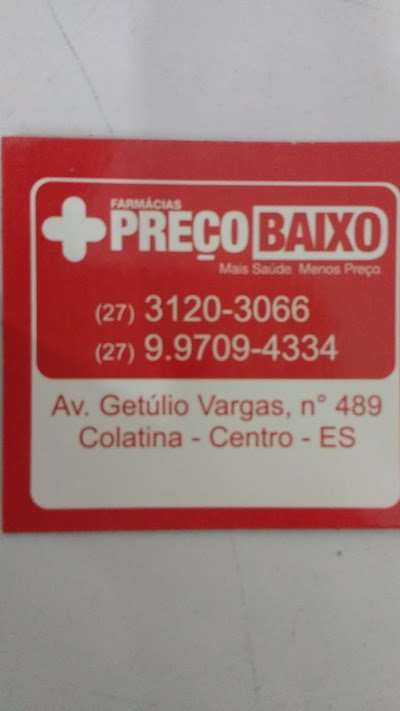 FARMÁCIAS
PREÇO BAIXO
Mais Saúde Menos Preço
(27) 3120-3066
(27) 9.9709-4334
Av. Getúlio Vargas, n° 489
Colatina - Centro - ES